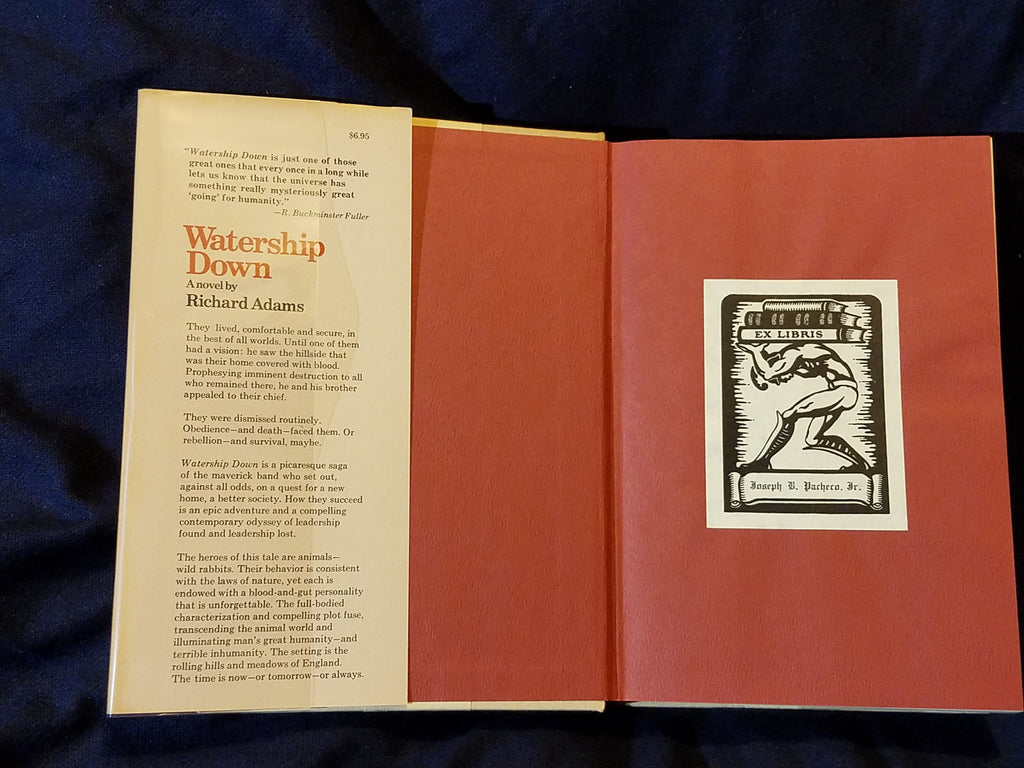 $6.95
"Watership Down is just one of those
great ones that every once in a long while
lets us know that the universe has
something really mysteriously great
'going' for humanity."
—R. Buckminster Fuller
Watership
Down
A novel by
Richard Adams
They lived, comfortable and secure, in
the best of all worlds. Until one of them
had a vision: he saw the hillside that
was their home covered with blood.
Prophesying imminent destruction to all
who remained there, he and his brother
appealed to their chief.
They were dismissed routinely.
Obedience—and death—faced them. Or
rebellion—and survival, maybe.
Watership Down is a picaresque saga
of the maverick band who set out,
against all odds, on a quest for a new
home, a better society. How they succeed
is an epic adventure and a compelling
contemporary odyssey of leadership
found and leadership lost.
The heroes of this tale are animals—
wild rabbits. Their behavior is consistent
with the laws of nature, yet each is
endowed with a blood-and-gut personality
that is unforgettable. The full-bodied
characterization and compelling plot fuse,
transcending the animal world and
illuminating man's great humanity—and
terrible inhumanity. The setting is the
rolling hills and meadows of England.
The time is now—or tomorrow—or always.
EX LIBRIS
Joseph B. Pacheco, Jr.